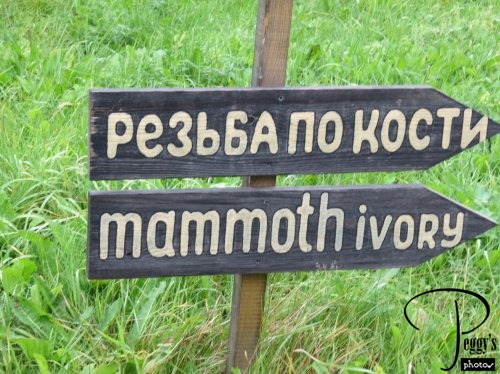 РЕЗЬБА ПО КОСТИ
mammoth ivory
Peggy's
photos